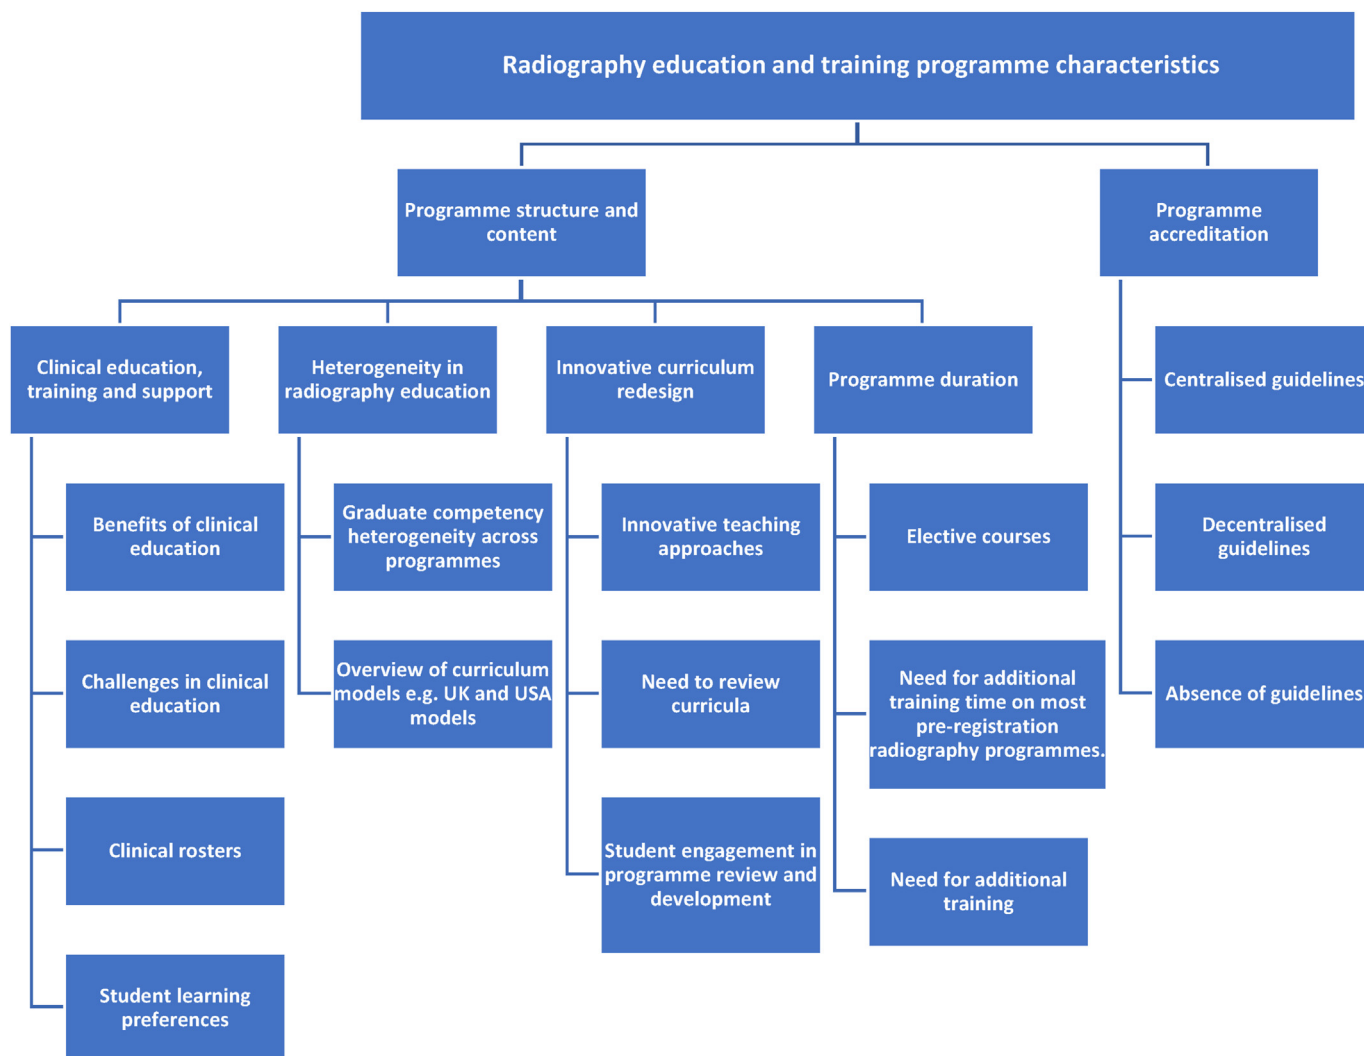 Radiography education and training programme characteristics
Programme structure and
content
Programme
accreditation
Clinical education,
training and support
Heterogeneity in
radiography education
Innovative curriculum
redesign
Programme duration
Centralised guidelines
Benefits of clinical
education
Graduate competency
heterogeneity across
programmes
Innovative teaching
approaches
Elective courses
Decentralised
guidelines
Challenges in clinical
education
Overview of curriculum
models e.g. UK and USA
models
Need to review
curricula
Need for additional
training time on most
pre-registration
radiography programmes.
Absence of guidelines
Clinical rosters
Student engagement in
programme review and
development
Need for additional
training
Student learning
preferences